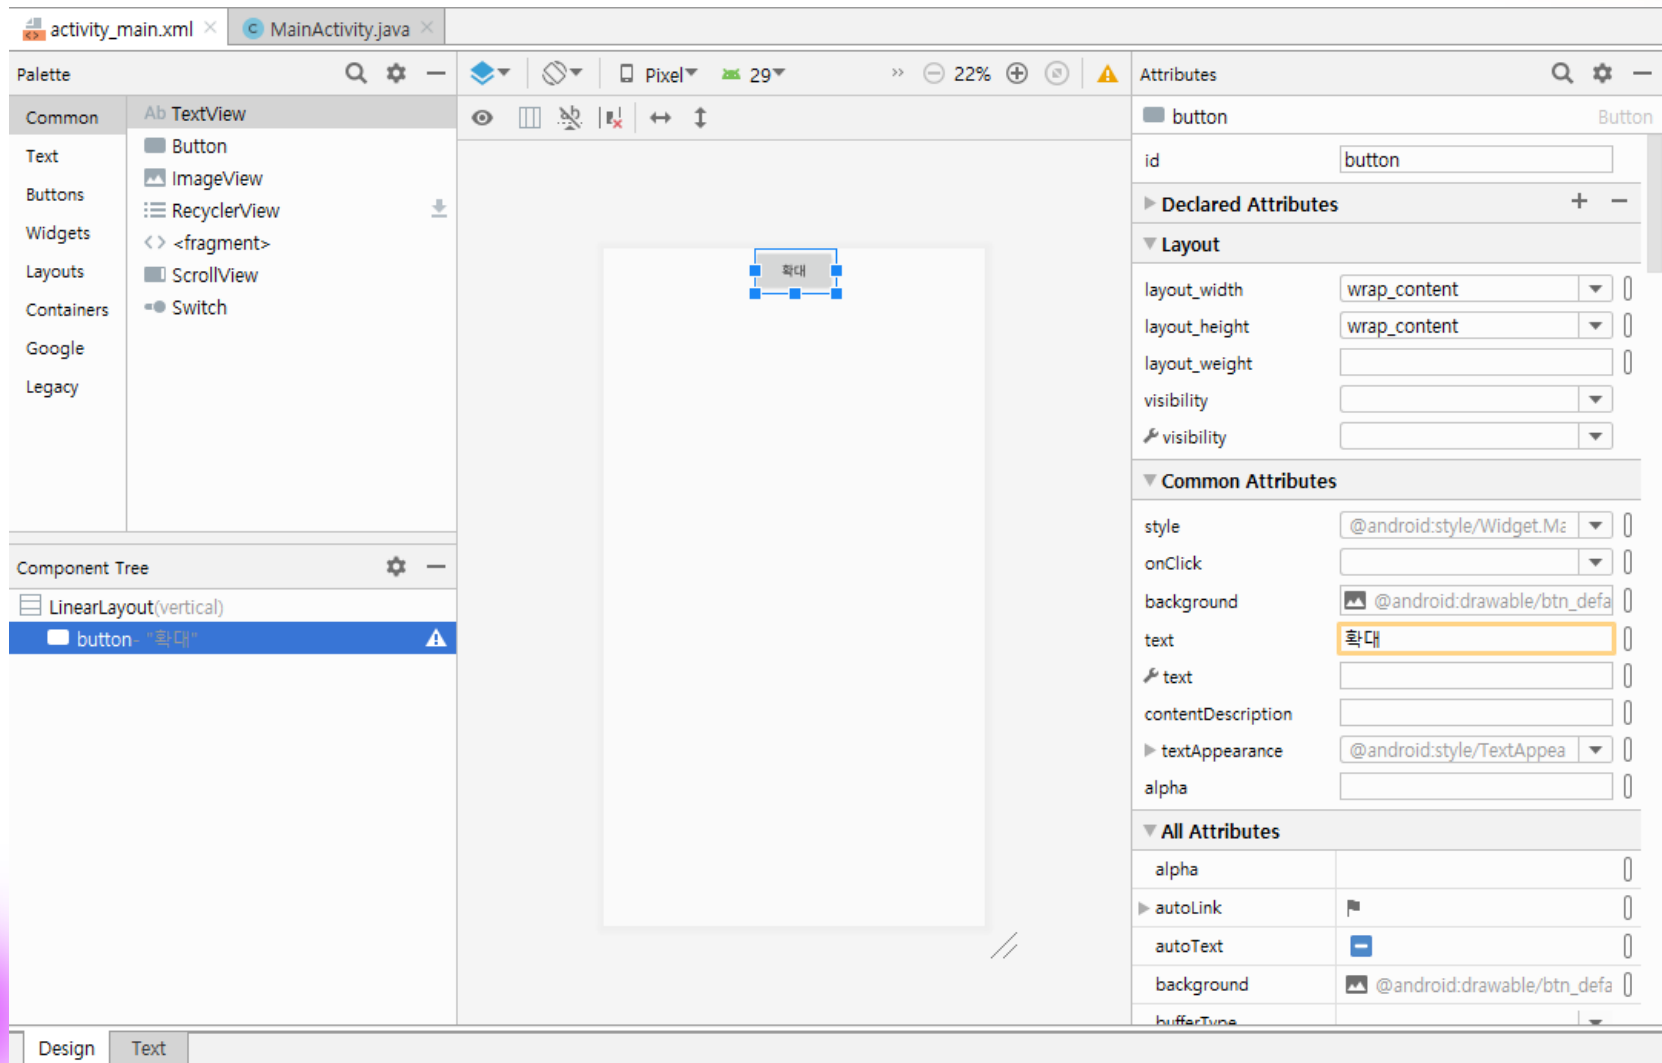 activity_main.xml
MainActivity.java
Palette
Common
Text
Buttons
Widgets
Layouts
Containers
Google
Legacy
Ab TextView
Button
ImageView
RecyclerView
<fragment>
ScrollView
Switch
Component Tree
LinearLayout(vertical)
button- "확대"
Pixel
29
22%
확대
Attributes
button Button
id button
Declared Attributes
Layout
layout_width wrap_content
layout_height wrap_content
layout_weight
visibility
visibility
Common Attributes
style @android:style/Widget.Ma
onClick
background @android:drawable/btn_defa
text 확대
text
contentDescription
textAppearance @android:style/TextAppea
alpha
All Attributes
alpha
autoLink
autoText
background @android:drawable/btn_defa
bufferType
Design Text